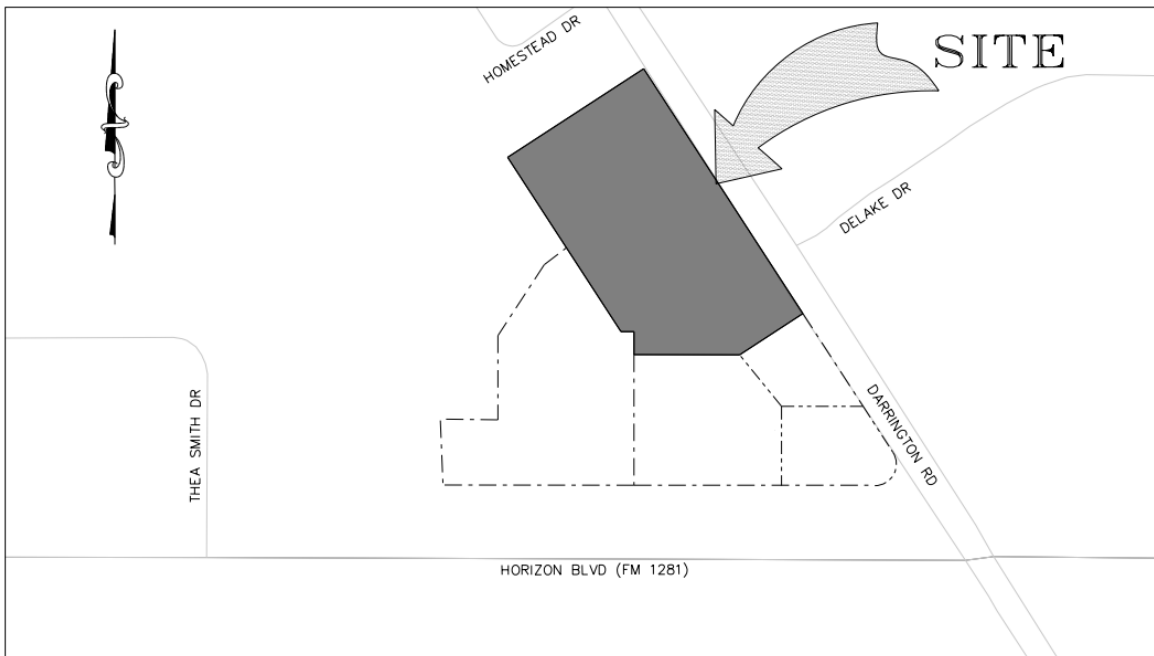 HOMESTEAD DR
SITE
DELAKE DR
THEA SMITH DR
DARRINGTON RD
HORIZON BLVD (FM 1281)